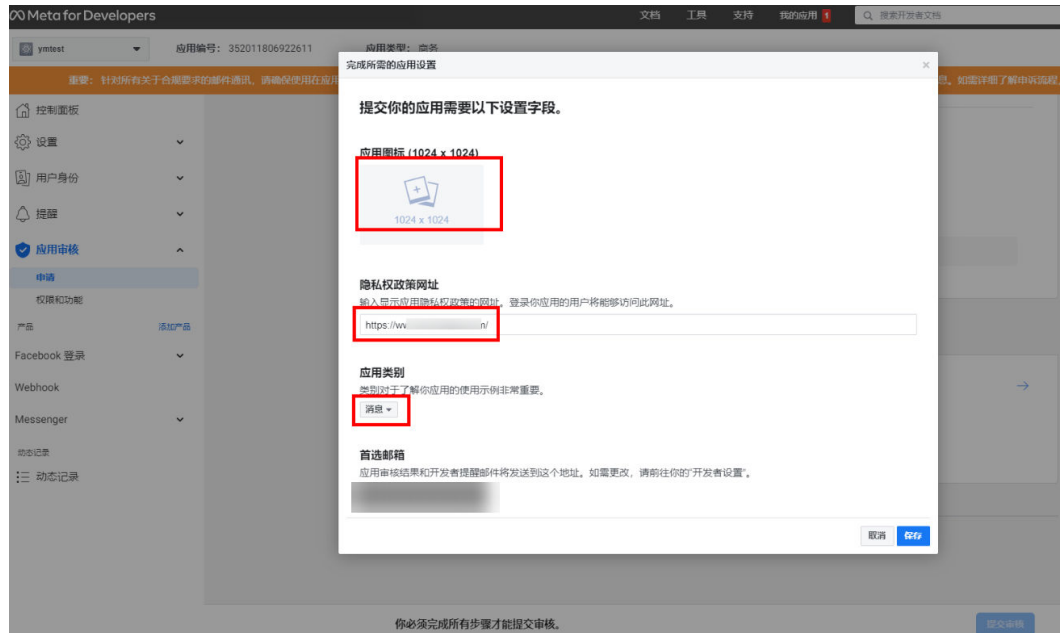 Meta for Developers
文档 工具 支持 我的应用 1 搜索开发者文档
ymtest 应用编号：352011806922611 应用类型：商务
完成所需的应用设置
重要：针对所有关于合规要求的邮件通讯，请确保使用在应用
息。如需详细了解申诉流程，
控制面板
设置
用户身份
提醒
应用审核
申请
权限和功能
产品 添加产品
Facebook 登录
Webhook
Messenger
动态记录
动态记录
提交你的应用需要以下设置字段。
应用图标 (1024 x 1024)
1024 x 1024
隐私权政策网址
输入显示应用隐私权政策的网址，登录你应用的用户将能够访问此网址。
https://w n/
应用类别
类别对于了解你应用的使用示例非常重要。
消息
首选邮箱
应用审核结果和开发者提醒邮件将发送到这个地址。如需更改，请前往你的“开发者设置”。
取消 保存
你必须完成所有步骤才能提交审核。
提交审核